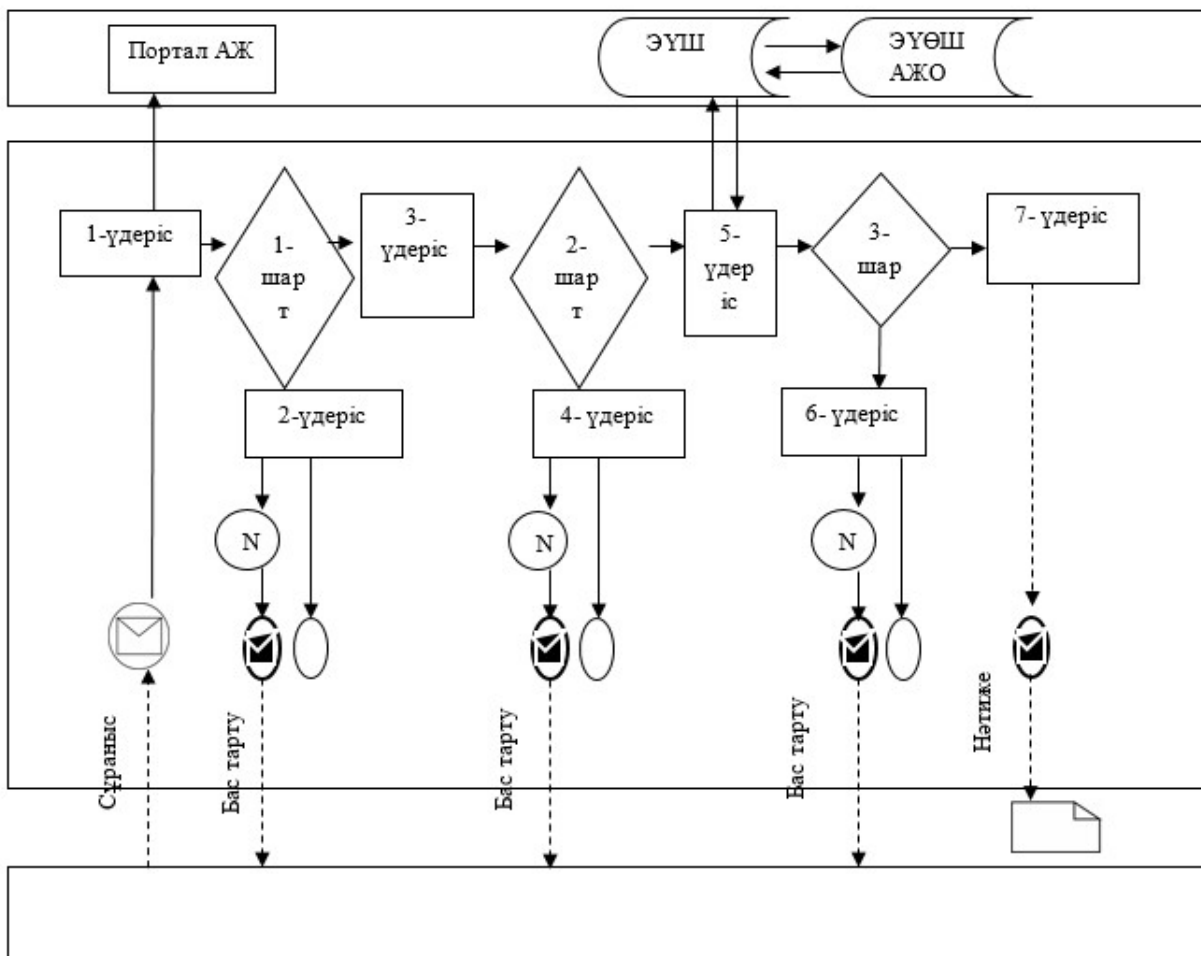 Портал АЖ
ЭҮШ
ЭҮӨШ
АЖО
1-үдеріс
1-
шар
т
3-
үдеріс
2-
шар
т
5-
үдер
іс
3-
шар
7- үдеріс
2-үдеріс
4- үдеріс
6- үдеріс
N
N
N
Сұраныс
Бас тарту
Бас тарту
Бас тарту
Нәтиже